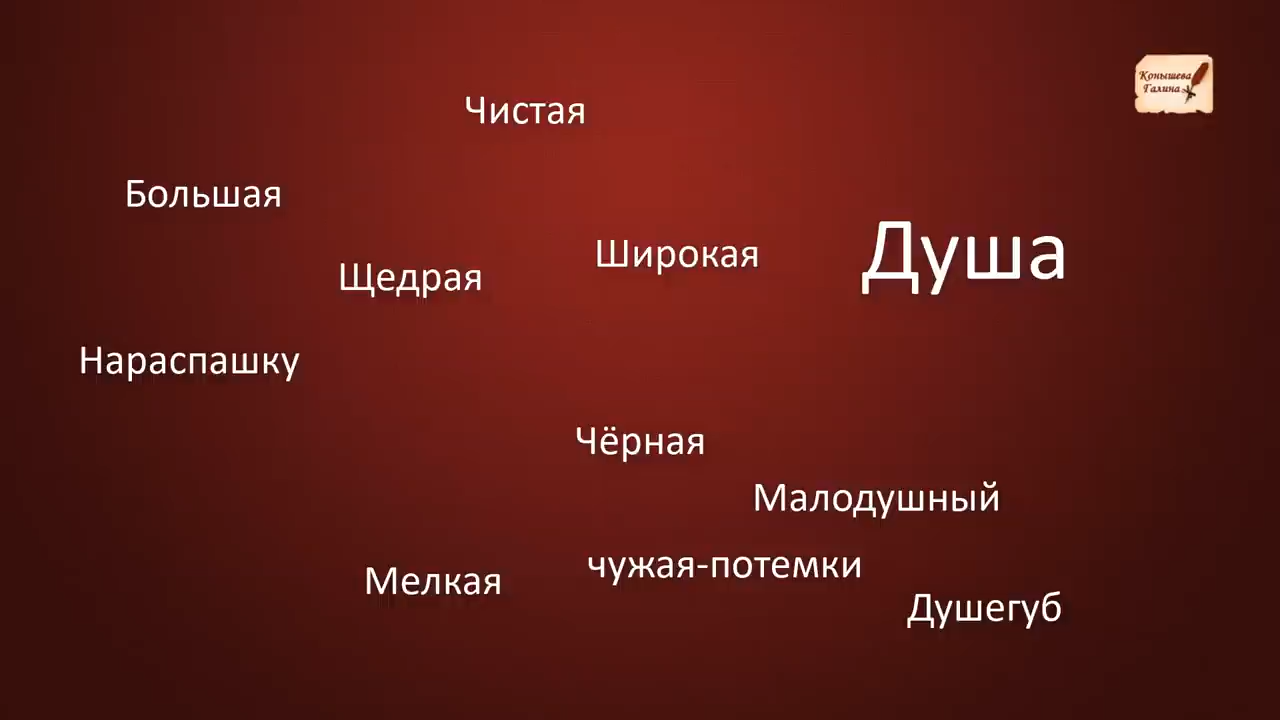 Конышева
Галина
Чистая
Большая
Широкая
Душа
Щедрая
Нараспашку
Чёрная
Малодушный
чужая-потемки
Мелкая
Душегуб